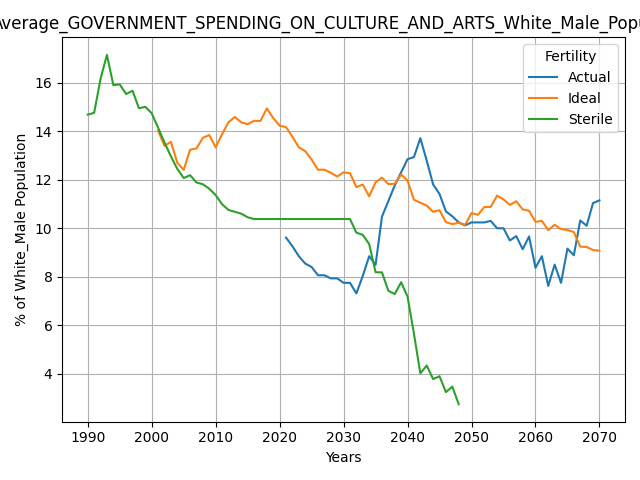 verage_GOVERNMENT_SPENDING_ON_CULTURE_AND_ARTS_White_Male_Popu
Fertility
Actual
Ideal
Sterile
% of White_Male Population
16
14
12
10
8
6
4
1990 2000 2010 2020 2030 2040 2050 2060 2070
Years